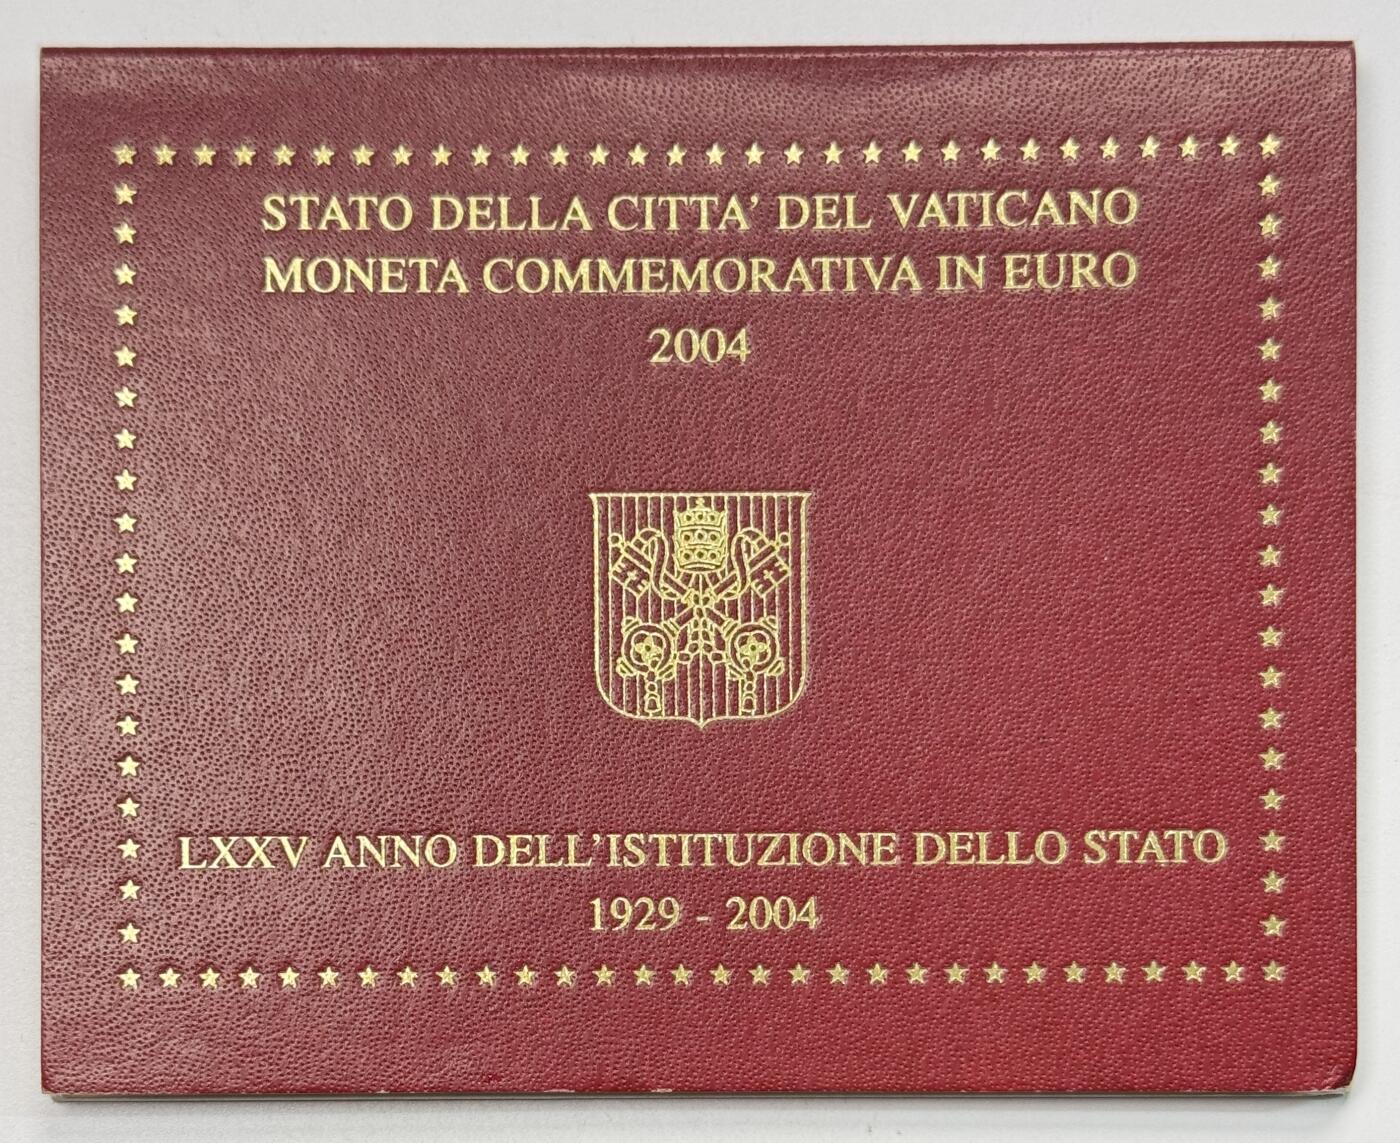 STATO DELLA CITTA' DEL VATICANO
MONETA COMMEMORATIVA IN EURO
2004
LXXV ANNO DELL'ISTITUZIONE DELLO STATO
1929 - 2004